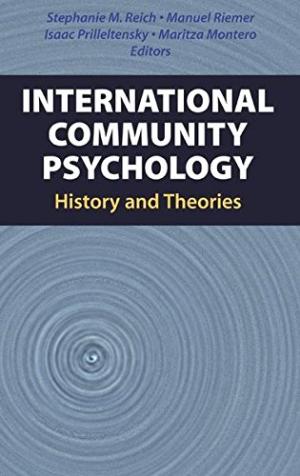 Stephanie M. Reich • Manuel Riemer
Isaac Prilleltensky • Maritza Montero
Editors
INTERNATIONAL
COMMUNITY
PSYCHOLOGY
History and Theories